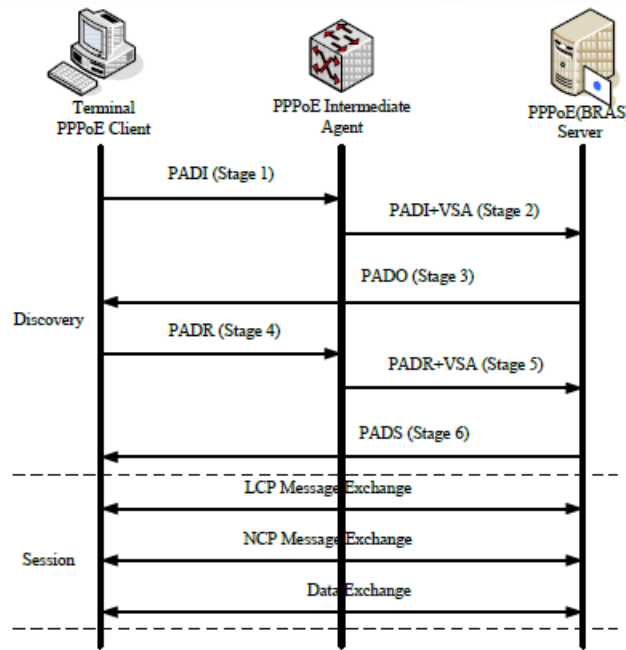 Terminal
PPPoE Client
PPPoE Intermediate
Agent
PPPoE(BRAS)
Server
PADI (Stage 1)
PADI+VSA (Stage 2)
PADO (Stage 3)
Discovery
PADR (Stage 4)
PADR+VSA (Stage 5)
PADS (Stage 6)
LCP Message Exchange
NCP Message Exchange
Session
Data Exchange